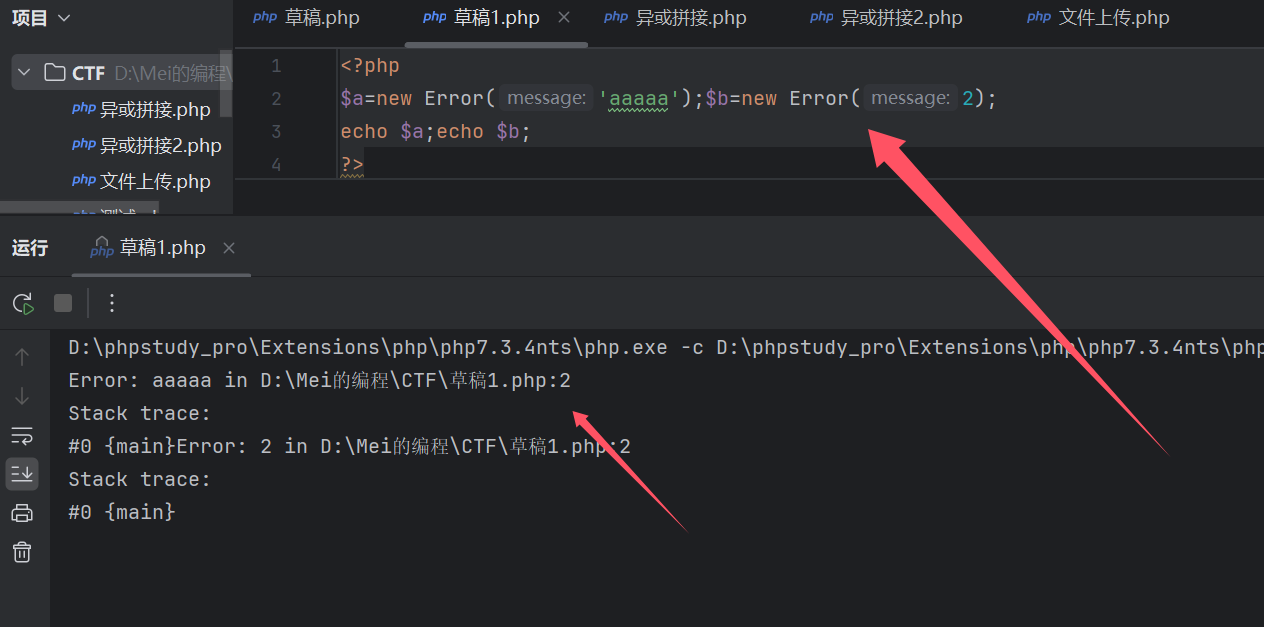 项目
php 草稿.php php 草稿1.php php 异或拼接.php php 异或拼接2.php php 文件上传.php
CTF D:\Mei的编程\
php 异或拼接.php
php 异或拼接2.php
php 文件上传.php
1 <?php
2 $a=new Error( message: 'aaaaa');$b=new Error( message: 2);
3 echo $a;echo $b;
4 ?>
运行 php 草稿1.php
D:\phpstudy_pro\Extensions\php\php7.3.4nts\php.exe -c D:\phpstudy_pro\Extensions\php\php7.3.4nts\php
Error: aaaaa in D:\Mei的编程\CTF\草稿1.php:2
Stack trace:
#0 {main}Error: 2 in D:\Mei的编程\CTF\草稿1.php:2
Stack trace:
#0 {main}